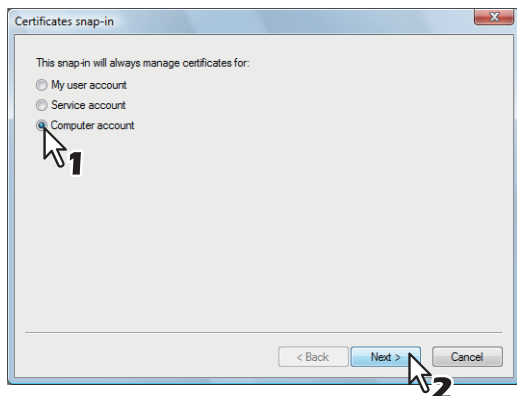 Certificates snap-in
This snap-in will always manage certificates for:
My user account
Service account
Computer account
1
< Back Next > Cancel
2